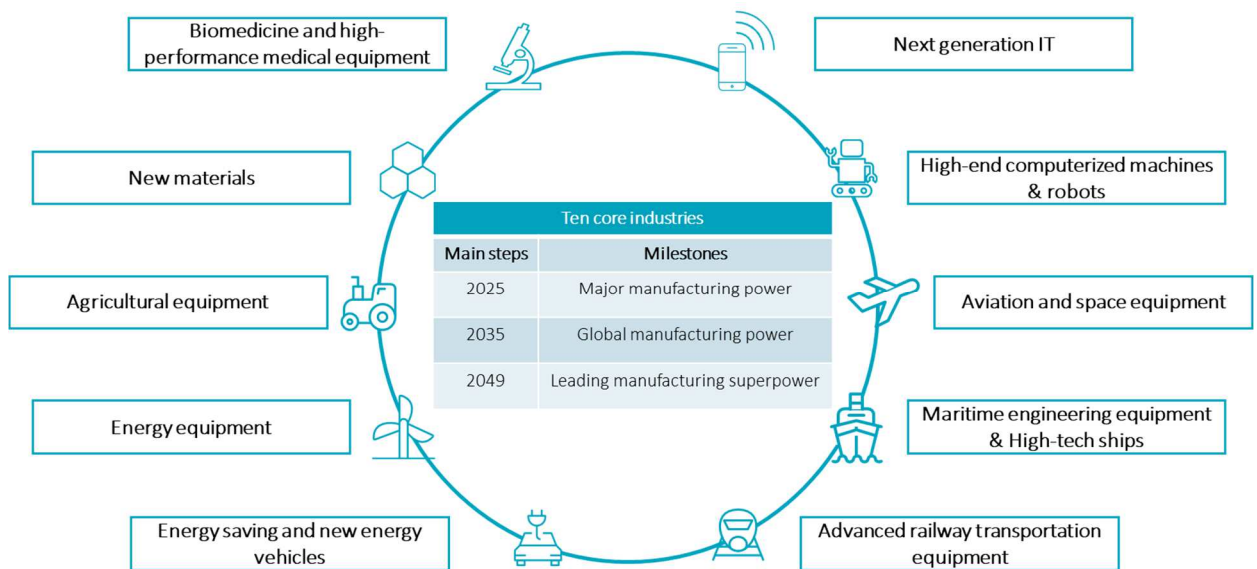 Biomedicine and high-
performance medical equipment
Next generation IT
New materials
High-end computerized machines
& robots
Ten core industries
Main steps Milestones
2025 Major manufacturing power
2035 Global manufacturing power
2049 Leading manufacturing superpower
Agricultural equipment
Aviation and space equipment
Energy equipment
Maritime engineering equipment
& High-tech ships
Energy saving and new energy
vehicles
Advanced railway transportation
equipment